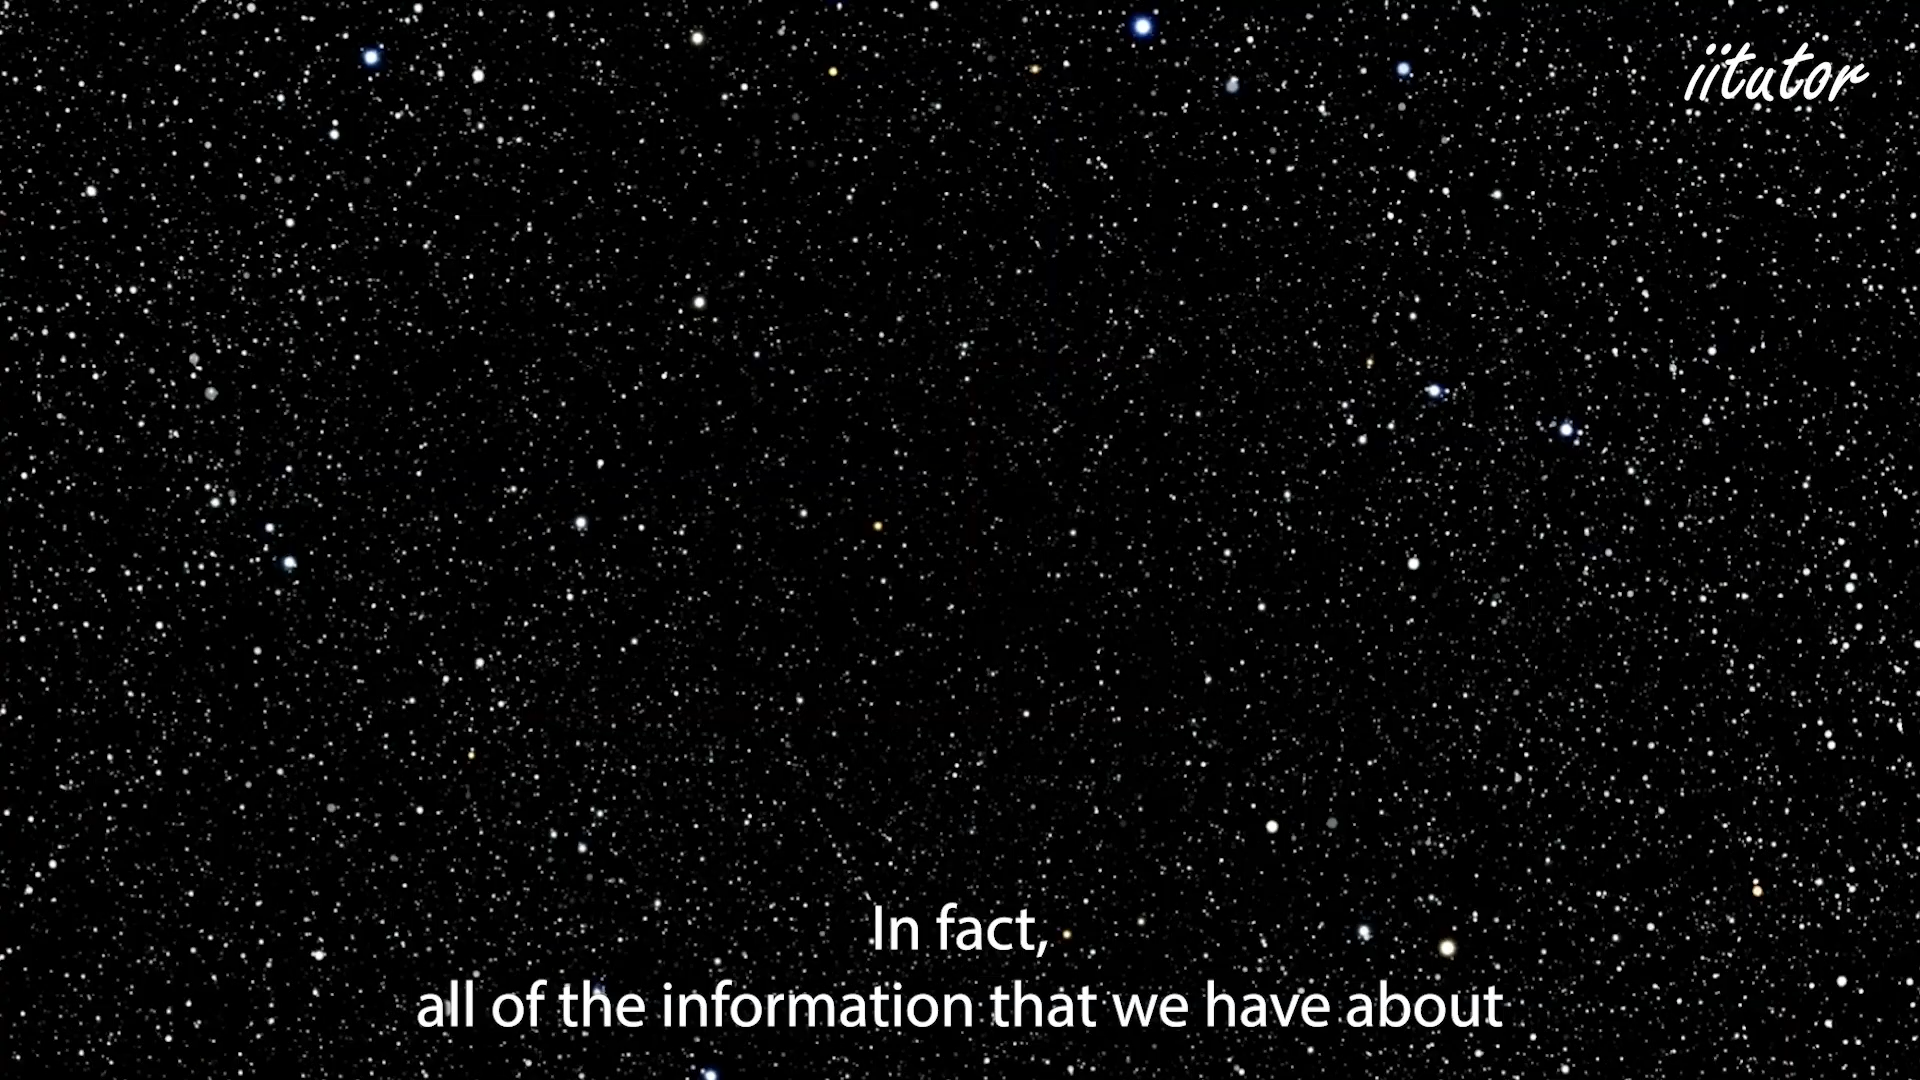 iitutor
In fact,
all of the information that we have about